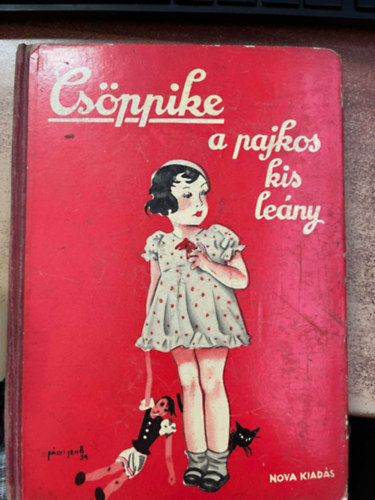 Csöppike
a pajkos
kis
leány
NOVA KIADÁS